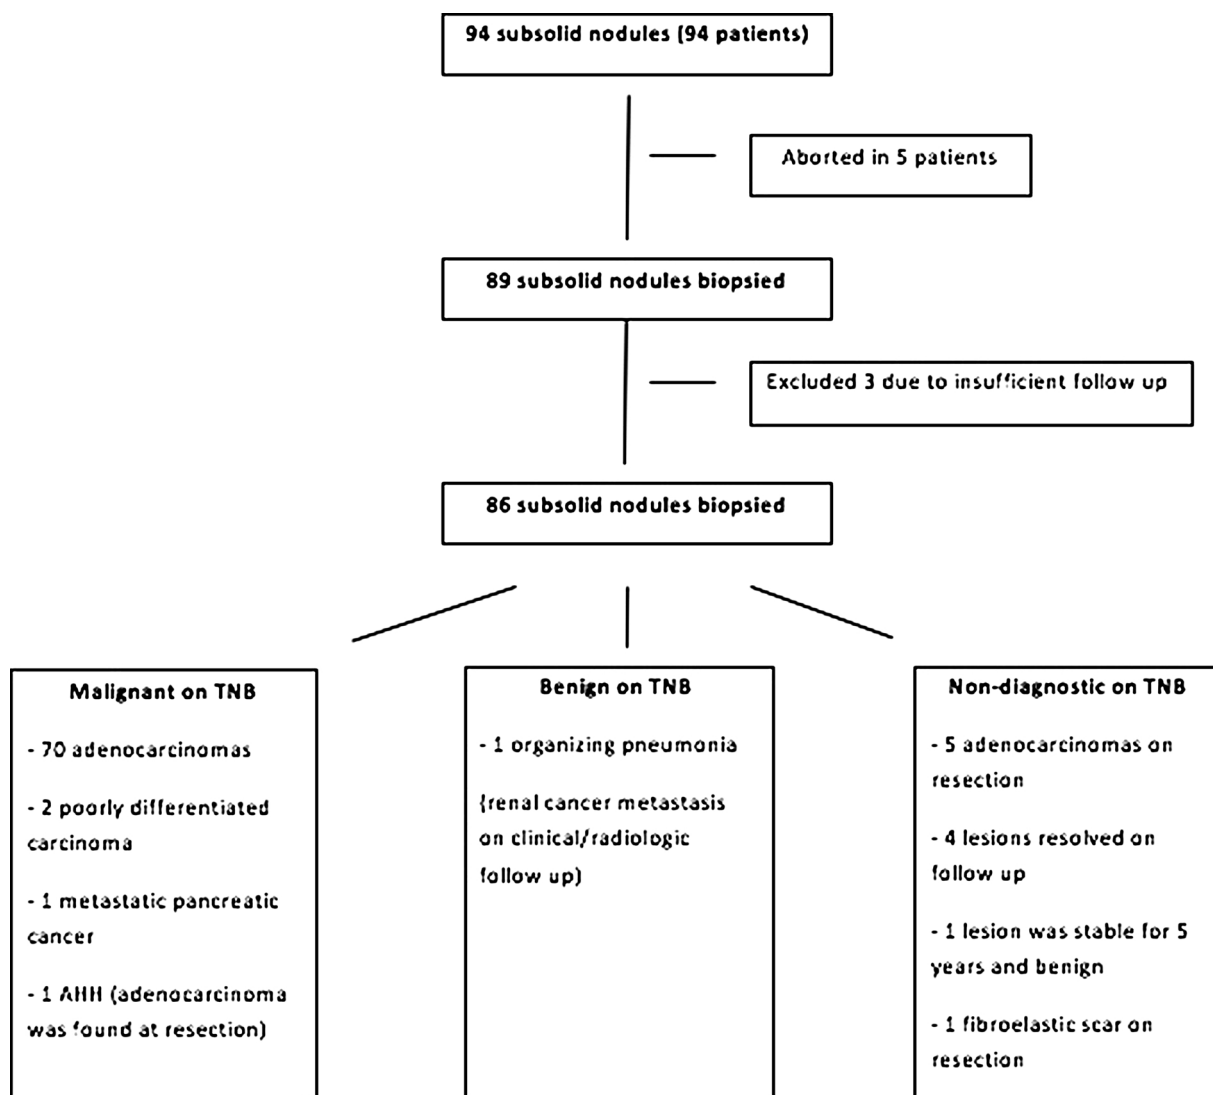 94 subsolid nodules (94 patients)
Aborted in 5 patients
89 subsolid nodules biopsied
Excluded 3 due to insufficient follow up
86 subsolid nodules biopsied
Malignant on TNB
- 70 adenocarcinomas
- 2 poorly differentiated
carcinoma
- 1 metastatic pancreatic
cancer
- 1 AHH (adenocarcinoma
was found at resection)
Benign on TNB
- 1 organizing pneumonia
(renal cancer metastasis
on clinical/radiologic
follow up)
Non-diagnostic on TNB
- 5 adenocarcinomas on
resection
- 4 lesions resolved on
follow up
- 1 lesion was stable for 5
years and benign
- 1 fibroelastic scar on
resection